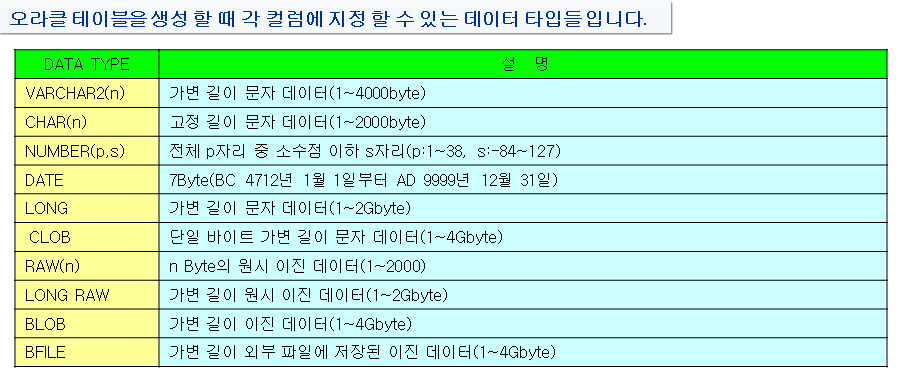 오라클 테이블을 생성 할 때 각 컬럼에 지정 할 수 있는 데이터 타입들 입니다.
DATA TYPE 설 명
VARCHAR2(n) 가변 길이 문자 데이터(1~4000byte)
CHAR(n) 고정 길이 문자 데이터(1~2000byte)
NUMBER(p,s) 전체 p자리 중 소수점 이하 s자리(p:1~38, s:-84~127)
DATE 7Byte(BC 4712년 1월 1일부터 AD 9999년 12월 31일)
LONG 가변 길이 문자 데이터(1~2Gbyte)
CLOB 단일 바이트 가변 길이 문자 데이터(1~4Gbyte)
RAW(n) n Byte의 원시 이진 데이터(1~2000)
LONG RAW 가변 길이 원시 이진 데이터(1~2Gbyte)
BLOB 가변 길이 이진 데이터(1~4Gbyte)
BFILE 가변 길이 외부 파일에 저장된 이진 데이터(1~4Gbyte)